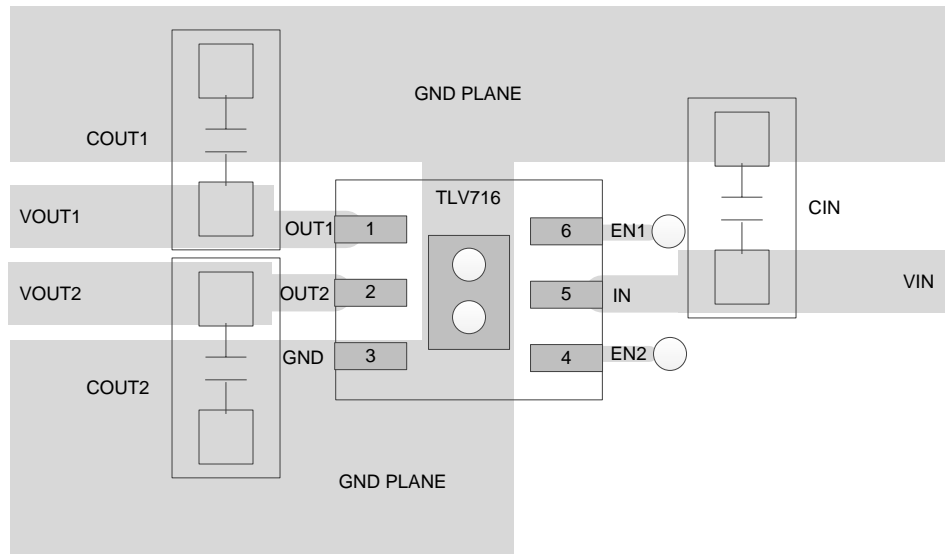 GND PLANE
COUT1
TLV716
VOUT1
OUT1
1
6
EN1
CIN
VOUT2
OUT2
2
5
IN
VIN
GND
3
4
EN2
COUT2
GND PLANE